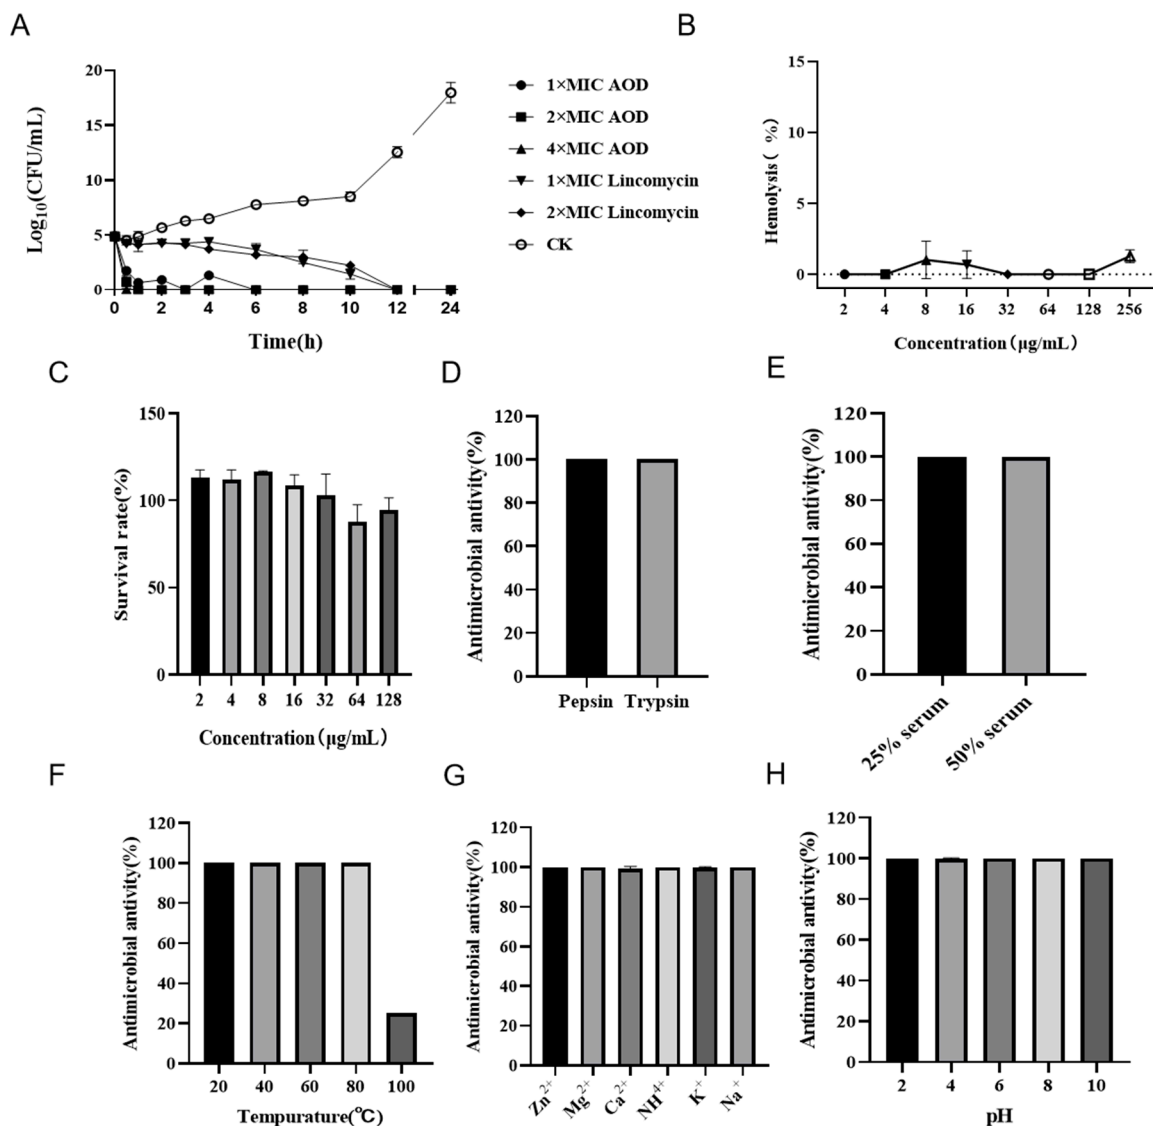 A
Log10(CFU/mL)
20
15
10
5
0
0 2 4 6 8 10 12 24
Time(h)
1×MIC AOD
2×MIC AOD
4×MIC AOD
1×MIC Lincomycin
2×MIC Lincomycin
CK
B
Hemolysis( %)
15
10
5
0
2 4 8 16 32 64 128 256
Concentration(μg/mL)
C
Survival rate(%)
150
100
50
0
2 4 8 16 32 64 128
Concentration(μg/mL)
D
Antimicrobial antivity(%)
120
100
80
60
40
20
0
Pepsin Trypsin
E
Antimicrobial antivity(%)
120
100
80
60
40
20
0
25% serum
50% serum
F
Antimicrobial antivity(%)
120
100
80
60
40
20
0
20 40 60 80 100
Tempurature(℃)
G
Antimicrobial antivity(%)
120
100
80
60
40
20
0
Zn2+ Mg2+ Ca2+ NH4+ K+ Na+
H
Antimicrobial antivity(%)
120
100
80
60
40
20
0
2 4 6 8 10
pH